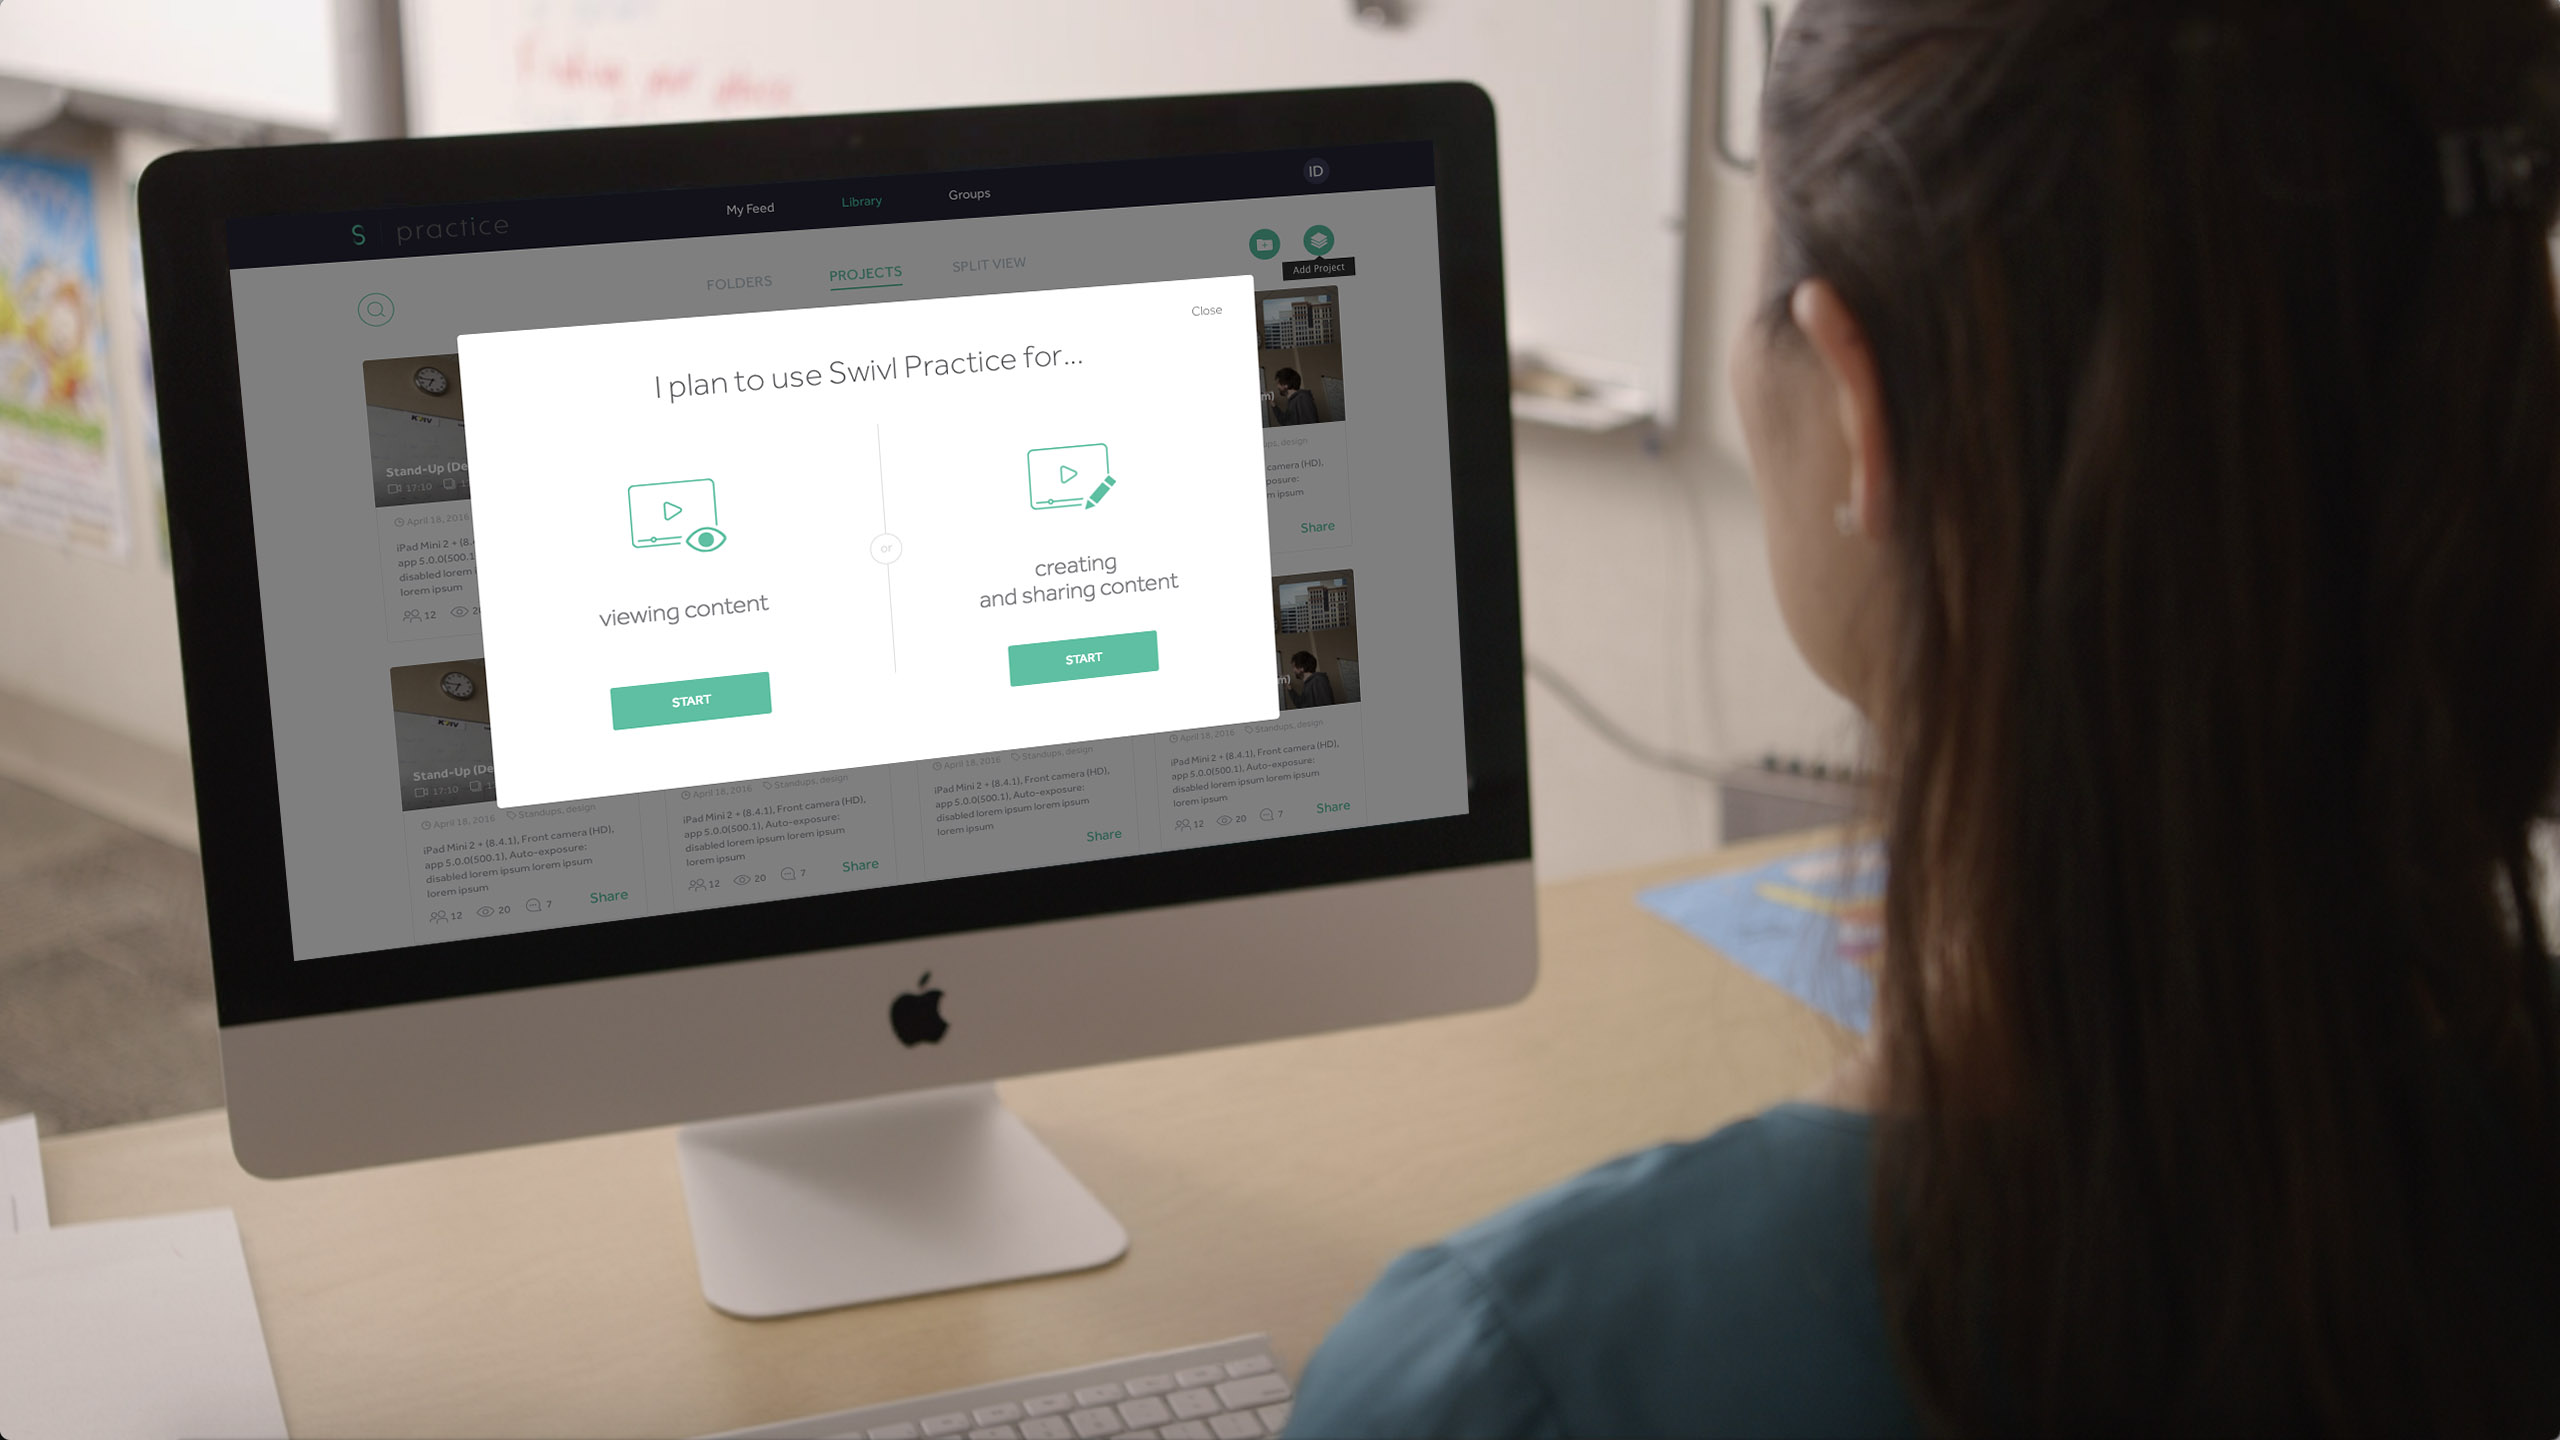 S practice
My Feed
Library
Groups
ID
FOLDERS
PROJECTS
SPLIT VIEW
Add Project
Close
I plan to use Swivl Practice for...
viewing content
START
or
creating
and sharing content
START
Stand-Up (De
17:10
April 18, 2016
iPad Mini 2 + (8.
app 5.0.0(500.1
disabled lorem
lorem ipsum
12
design
camera (HD),
m ipsum
Share
Stand-Up (De
17:10
April 18, 2016 Standups, design
iPad Mini 2 + (8.4.1), Front camera (HD),
app 5.0.0(500.1), Auto-exposure:
disabled lorem ipsum lorem ipsum
lorem ipsum
12 20 7 Share
April 18, 2016 Standups, design
iPad Mini 2 + (8.4.1), Front camera (HD),
app 5.0.0(500.1), Auto-exposure:
disabled lorem ipsum lorem ipsum
lorem ipsum
12 20 7 Share
April 18, 2016 Standups, design
iPad Mini 2 + (8.4.1), Front camera (HD),
app 5.0.0(500.1), Auto-exposure:
disabled lorem ipsum lorem ipsum
lorem ipsum
Share
April 18, 2016 Standups, design
iPad Mini 2 + (8.4.1), Front camera (HD),
app 5.0.0(500.1), Auto-exposure:
disabled lorem ipsum lorem ipsum
lorem ipsum
12 20 7 Share